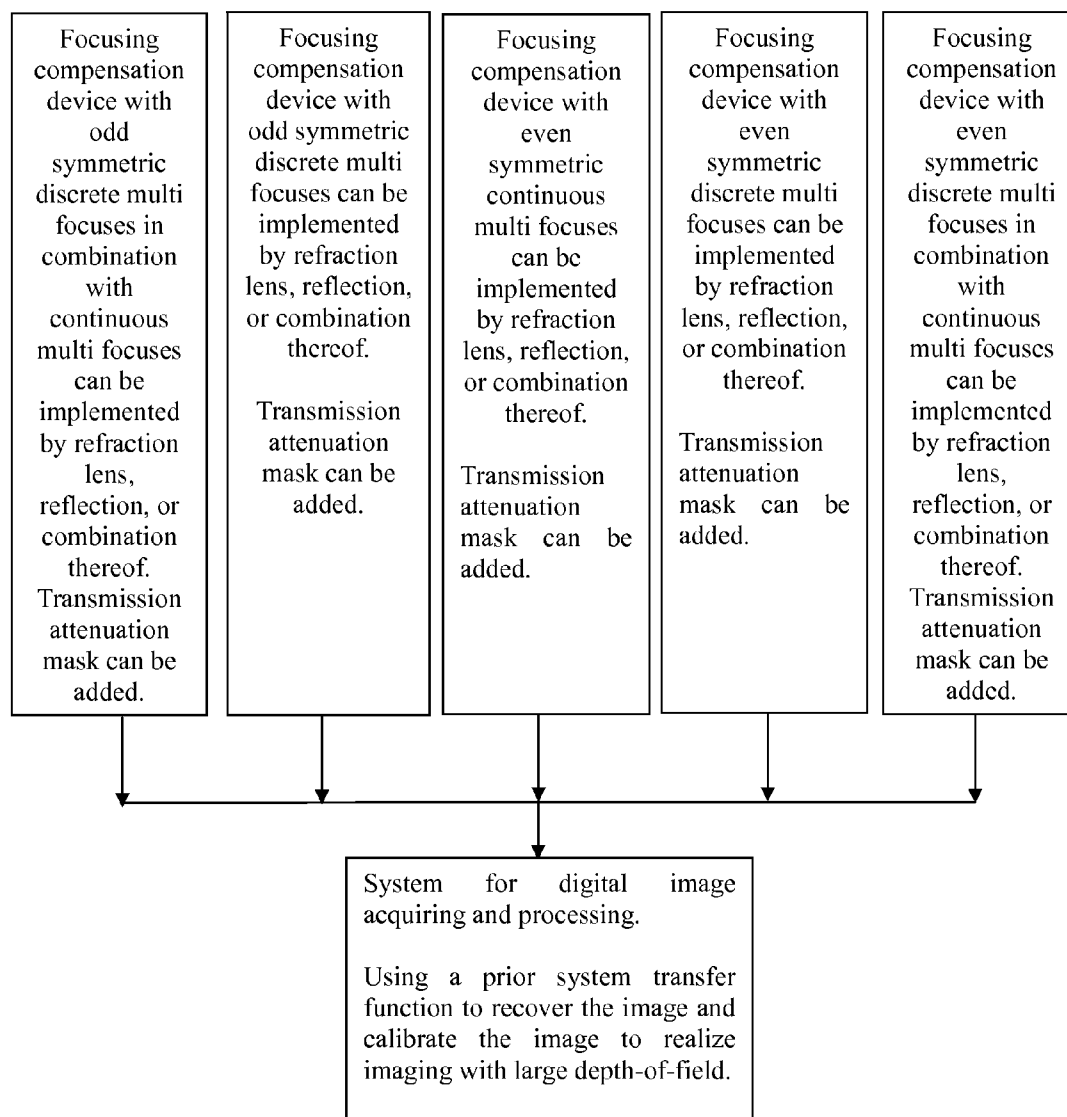 Focusing
compensation
device with
odd
symmetric
discrete multi
focuses in
combination
with
continuous
multi focuses
can be
implemented
by refraction
lens,
reflection, or
combination
thereof.
Transmission
attenuation
mask can be
added.
Focusing
compensation
device with
odd symmetric
discrete multi
focuses can be
implemented
by refraction
lens, reflection,
or combination
thereof.
Transmission
attenuation
mask can be
added.
Focusing
compensation
device with
even
symmetric
continuous
multi focuses
can be
implemented
by refraction
lens, reflection,
or combination
thereof.
Transmission
attenuation
mask can be
added.
Focusing
compensation
device with
even
symmetric
discrete multi
focuses can be
implemented
by refraction
lens, reflection,
or combination
thereof.
Transmission
attenuation
mask can be
added.
Focusing
compensation
device with
even
symmetric
discrete multi
focuses in
combination
with
continuous
multi focuses
can be
implemented
by refraction
lens,
reflection, or
combination
thereof.
Transmission
attenuation
mask can be
added.
System for digital image
acquiring and processing.
Using a prior system transfer
function to recover the image and
calibrate the image to realize
imaging with large depth-of-field.